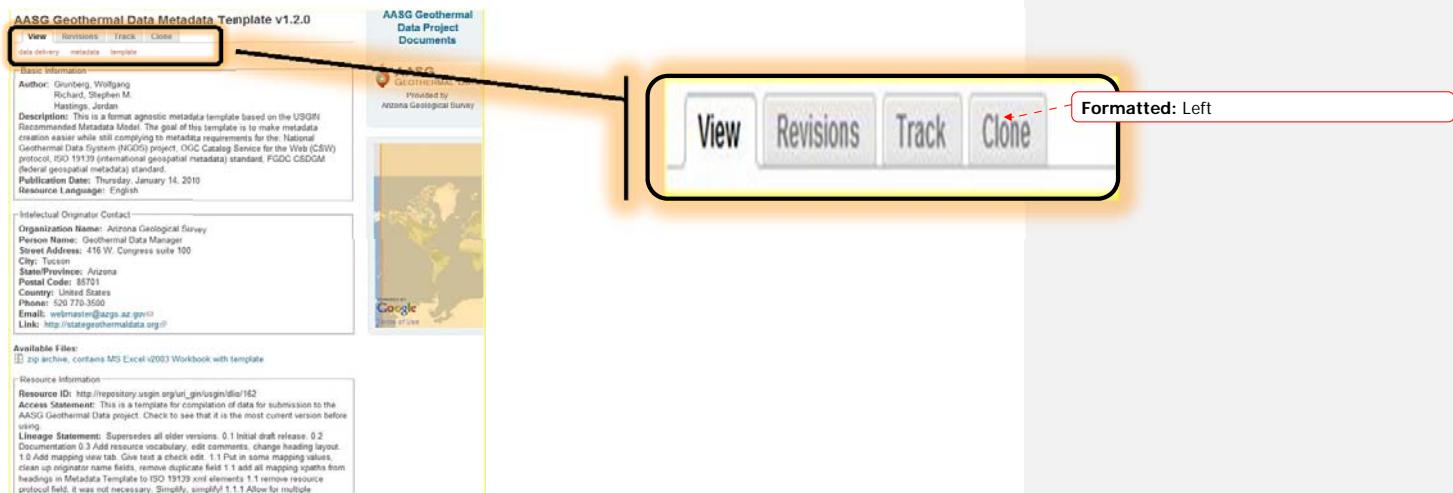 AASG Geothermal Data Metadata Template v1.2.0
View Revisions Track Clone
data delivery metadata template
Basic Information
Author: Grunberg, Wolfgang
Richard, Stephen M.
Hastings, Jordan
Description: This is a format agnostic metadata template based on the USGIN
Recommended Metadata Model. The goal of this template is to make metadata
creation easier while still complying to metadata requirements for the: National
Geothermal Data System (NGDS) project, OGC Catalog Service for the Web (CSW)
protocol, ISO 19139 (international geospatial metadata) standard, FGDC CSDGM
(federal geospatial metadata) standard.
Publication Date: Thursday, January 14, 2010
Resource Language: English
Intelectual Originator Contact
Organization Name: Arizona Geological Survey
Person Name: Geothermal Data Manager
Street Address: 416 W. Congress suite 100
City: Tucson
State/Province: Arizona
Postal Code: 85701
Country: United States
Phone: 520 770-3500
Email: webmaster@azgs.az.gov
Link: http://stategeothermaldata.org
Available Files:
zip archive, contains MS Excel v2003 Workbook with template
Resource Information
Resource ID: http://repository.usgin.org/uri_gin/usgin/dlio/162
Access Statement: This is a template for compilation of data for submission to the
AASG Geothermal Data project. Check to see that it is the most current version before
using.
Lineage Statement: Supersedes all older versions. 0.1 Initial draft release. 0.2
Documentation 0.3 Add resource vocabulary, edit comments, change heading layout.
1.0 Add mapping view tab. Give text a check edit. 1.1 Put in some mapping values,
clean up originator name fields, remove duplicate field 1.1 add all mapping xpaths from
headings in Metadata Template to ISO 19139 xml elements 1.1 remove resource
protocol field, it was not necessary. Simplify, simplify! 1.1.1 Allow for multiple
AASG Geothermal
Data Project
Documents
AASG
GEOTHERMAL DATA
Provided by
Arizona Geological Survey
POWERED BY
Google
Terms of Use
View Revisions Track Clone
Formatted: Left